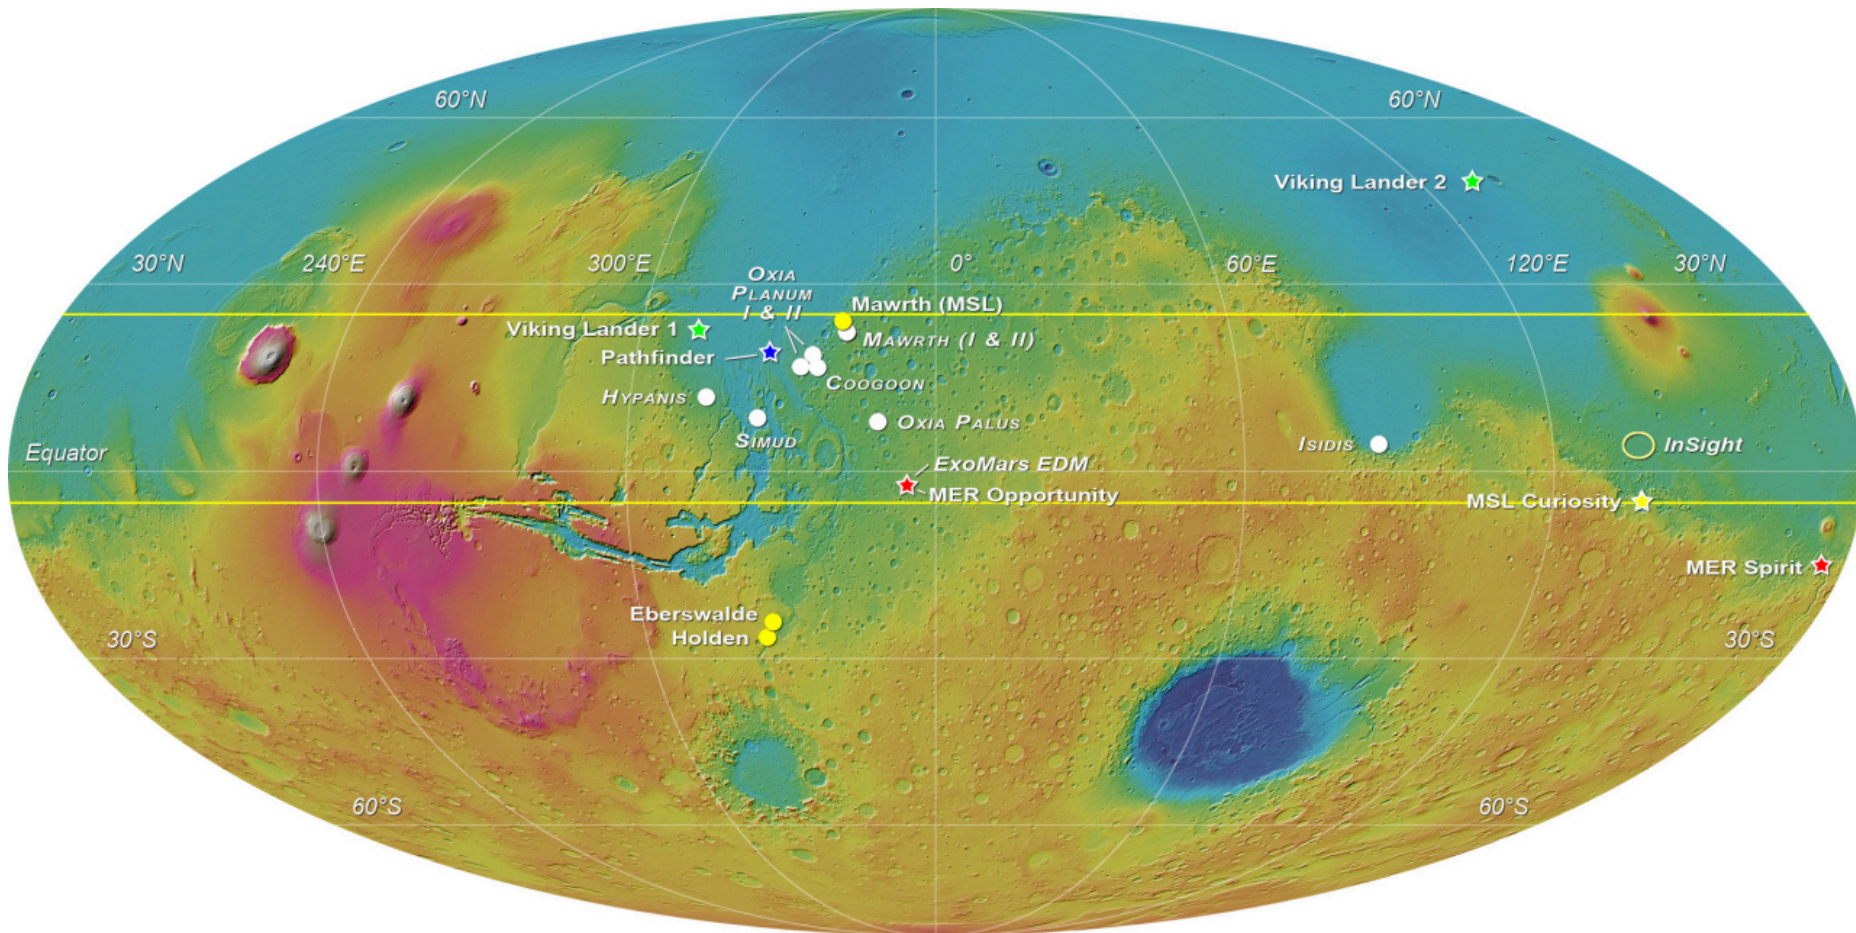 60°N
60°N
Viking Lander 2
30°N
240°E
300°E
0°
60°E
120°E
30°N
OXIA
PLANUM
I & II
Mawrth (MSL)
Viking Lander 1
MAWRTH (I & II)
Pathfinder
COOGOON
HYPANIS
OXIA PALUS
SIMUD
ISIDIS
InSight
Equator
ExoMars EDM
MER Opportunity
MSL Curiosity
MER Spirit
Eberswalde
Holden
30°S
30°S
60°S
60°S